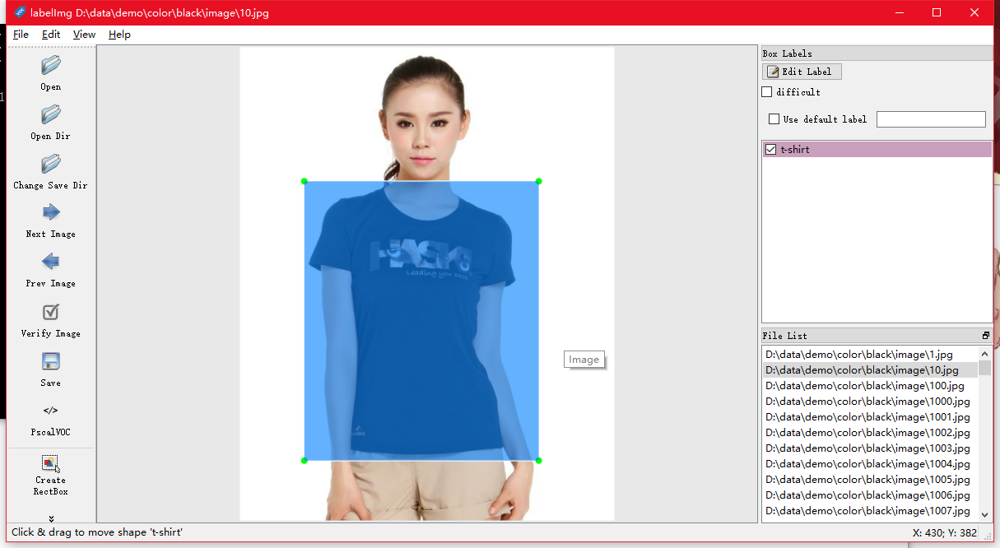 labelImg D:\data\demo\color\black\image\10.jpg
File Edit View Help
Open
Open Dir
Change Save Dir
Next Image
Prev Image
Verify Image
Save
</>
PscalVOC
Create
RectBox
Leading you
Image
Box Labels
Edit Label
difficult
Use default label
t-shirt
File List
D:\data\demo\color\black\image\1.jpg
D:\data\demo\color\black\image\10.jpg
D:\data\demo\color\black\image\100.jpg
D:\data\demo\color\black\image\1000.jpg
D:\data\demo\color\black\image\1001.jpg
D:\data\demo\color\black\image\1002.jpg
D:\data\demo\color\black\image\1003.jpg
D:\data\demo\color\black\image\1004.jpg
D:\data\demo\color\black\image\1005.jpg
D:\data\demo\color\black\image\1006.jpg
D:\data\demo\color\black\image\1007.jpg
Click & drag to move shape 't-shirt'
X: 430; Y: 382